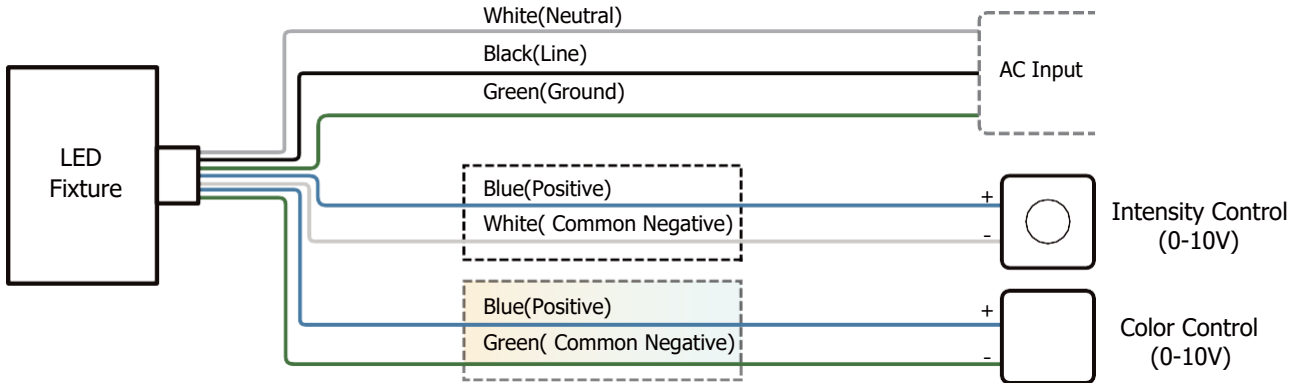 White(Neutral)
Black(Line)
Green(Ground)
AC Input
LED
Fixture
Blue(Positive)
White( Common Negative)
+
-
Intensity Control
(0-10V)
Blue(Positive)
Green( Common Negative)
+
-
Color Control
(0-10V)